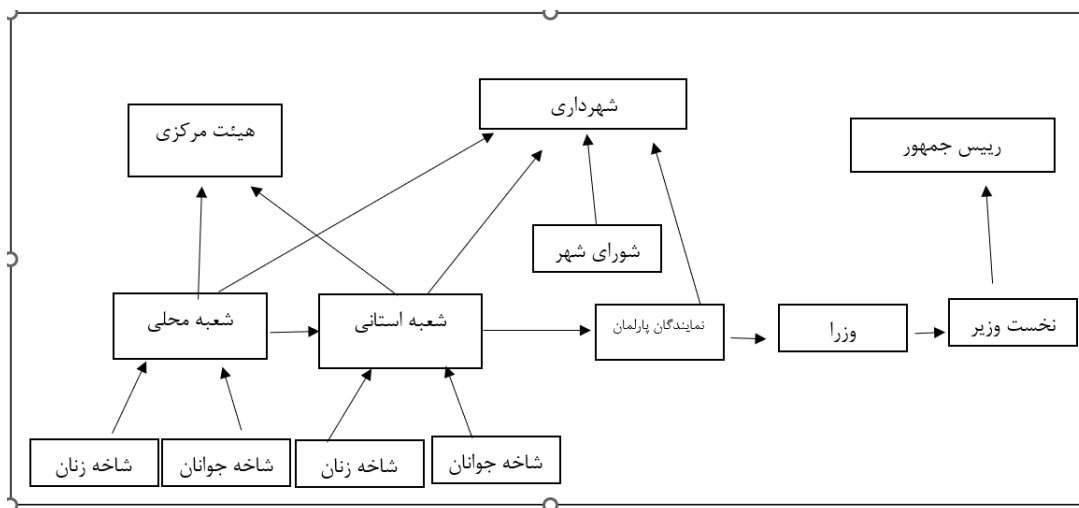 شهرداری
هیئت مرکزی
رییس جمهور
شورای شهر
شعبه محلی
شعبه استانی
نمایندگان پارلمان
وزرا
نخست وزیر
شاخه زنان
شاخه جوانان
شاخه زنان
شاخه جوانان